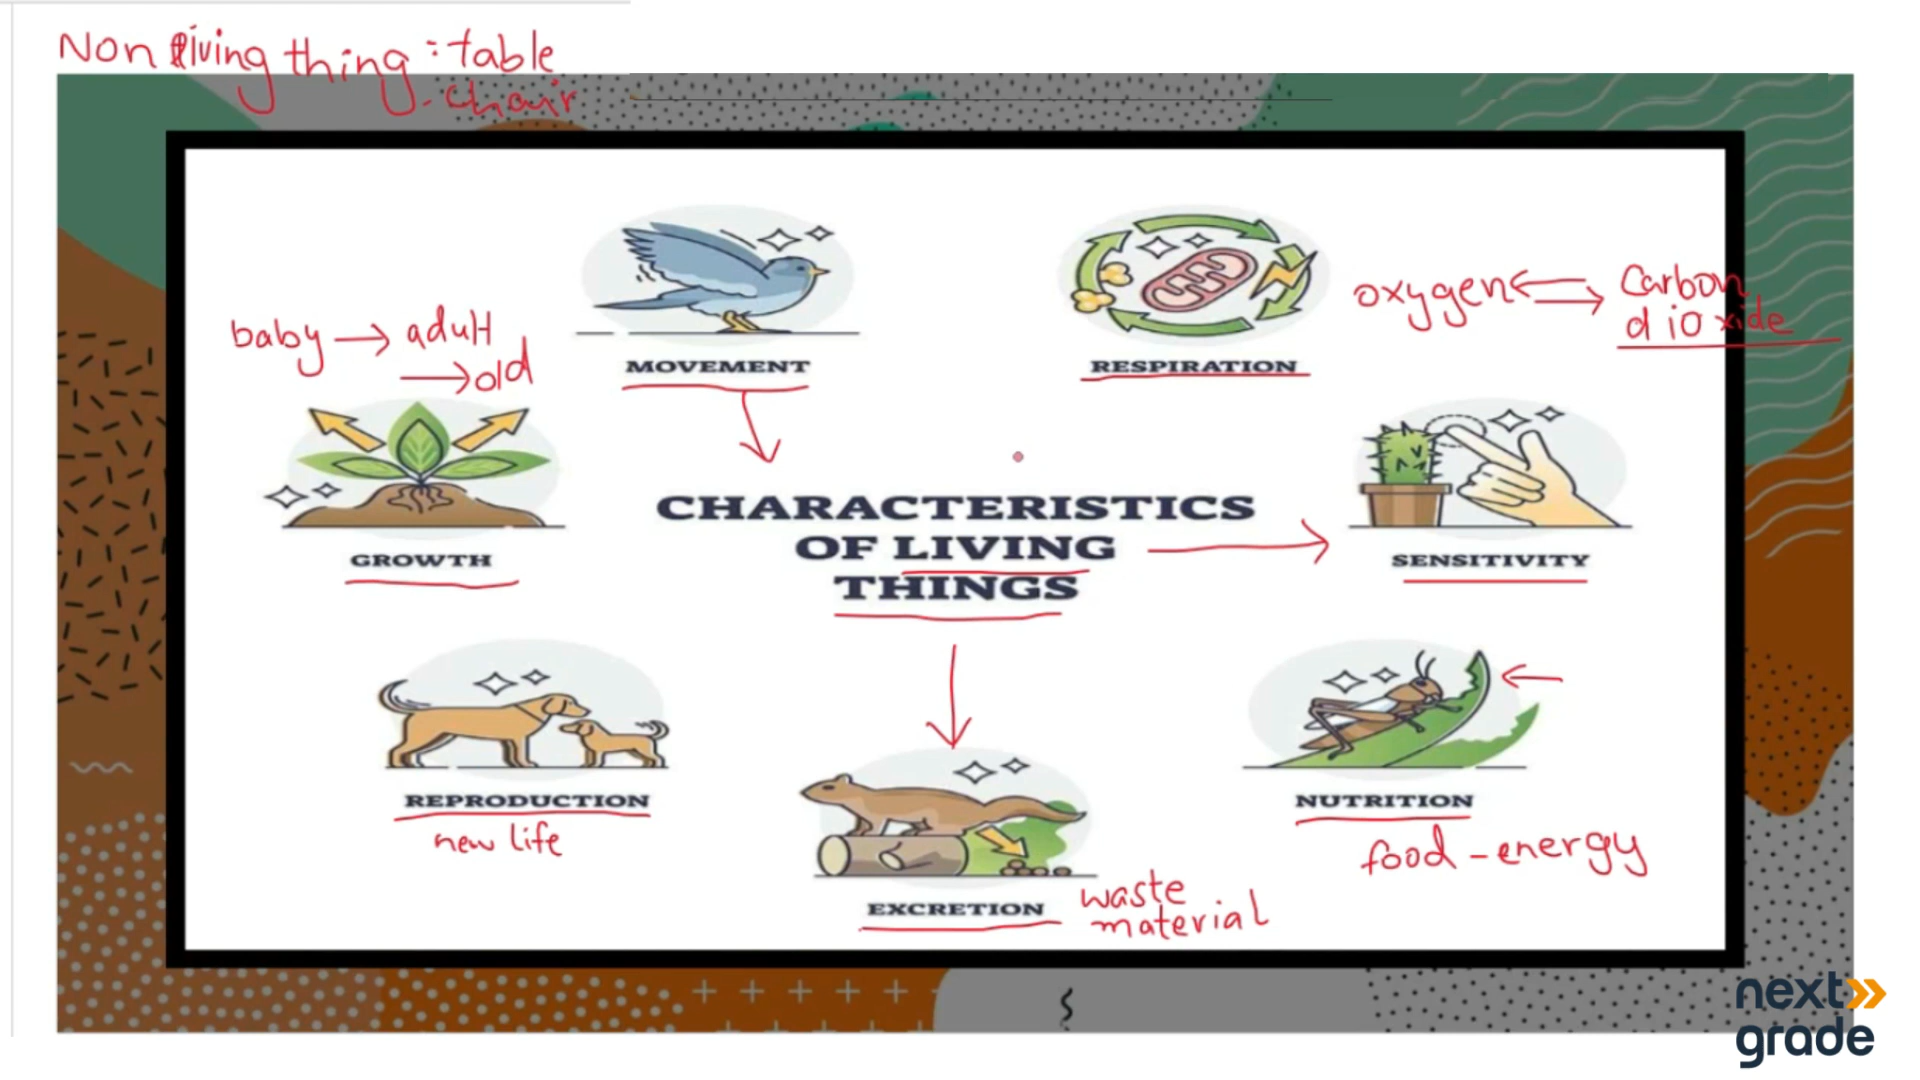 Non living thing : table
- chair
MOVEMENT
RESPIRATION
oxygen
Carbon
dioxide
baby → adult
→ old
GROWTH
CHARACTERISTICS
OF LIVING
THINGS
SENSITIVITY
REPRODUCTION
new life
NUTRITION
food - energy
EXCRETION
waste
material
next
grade